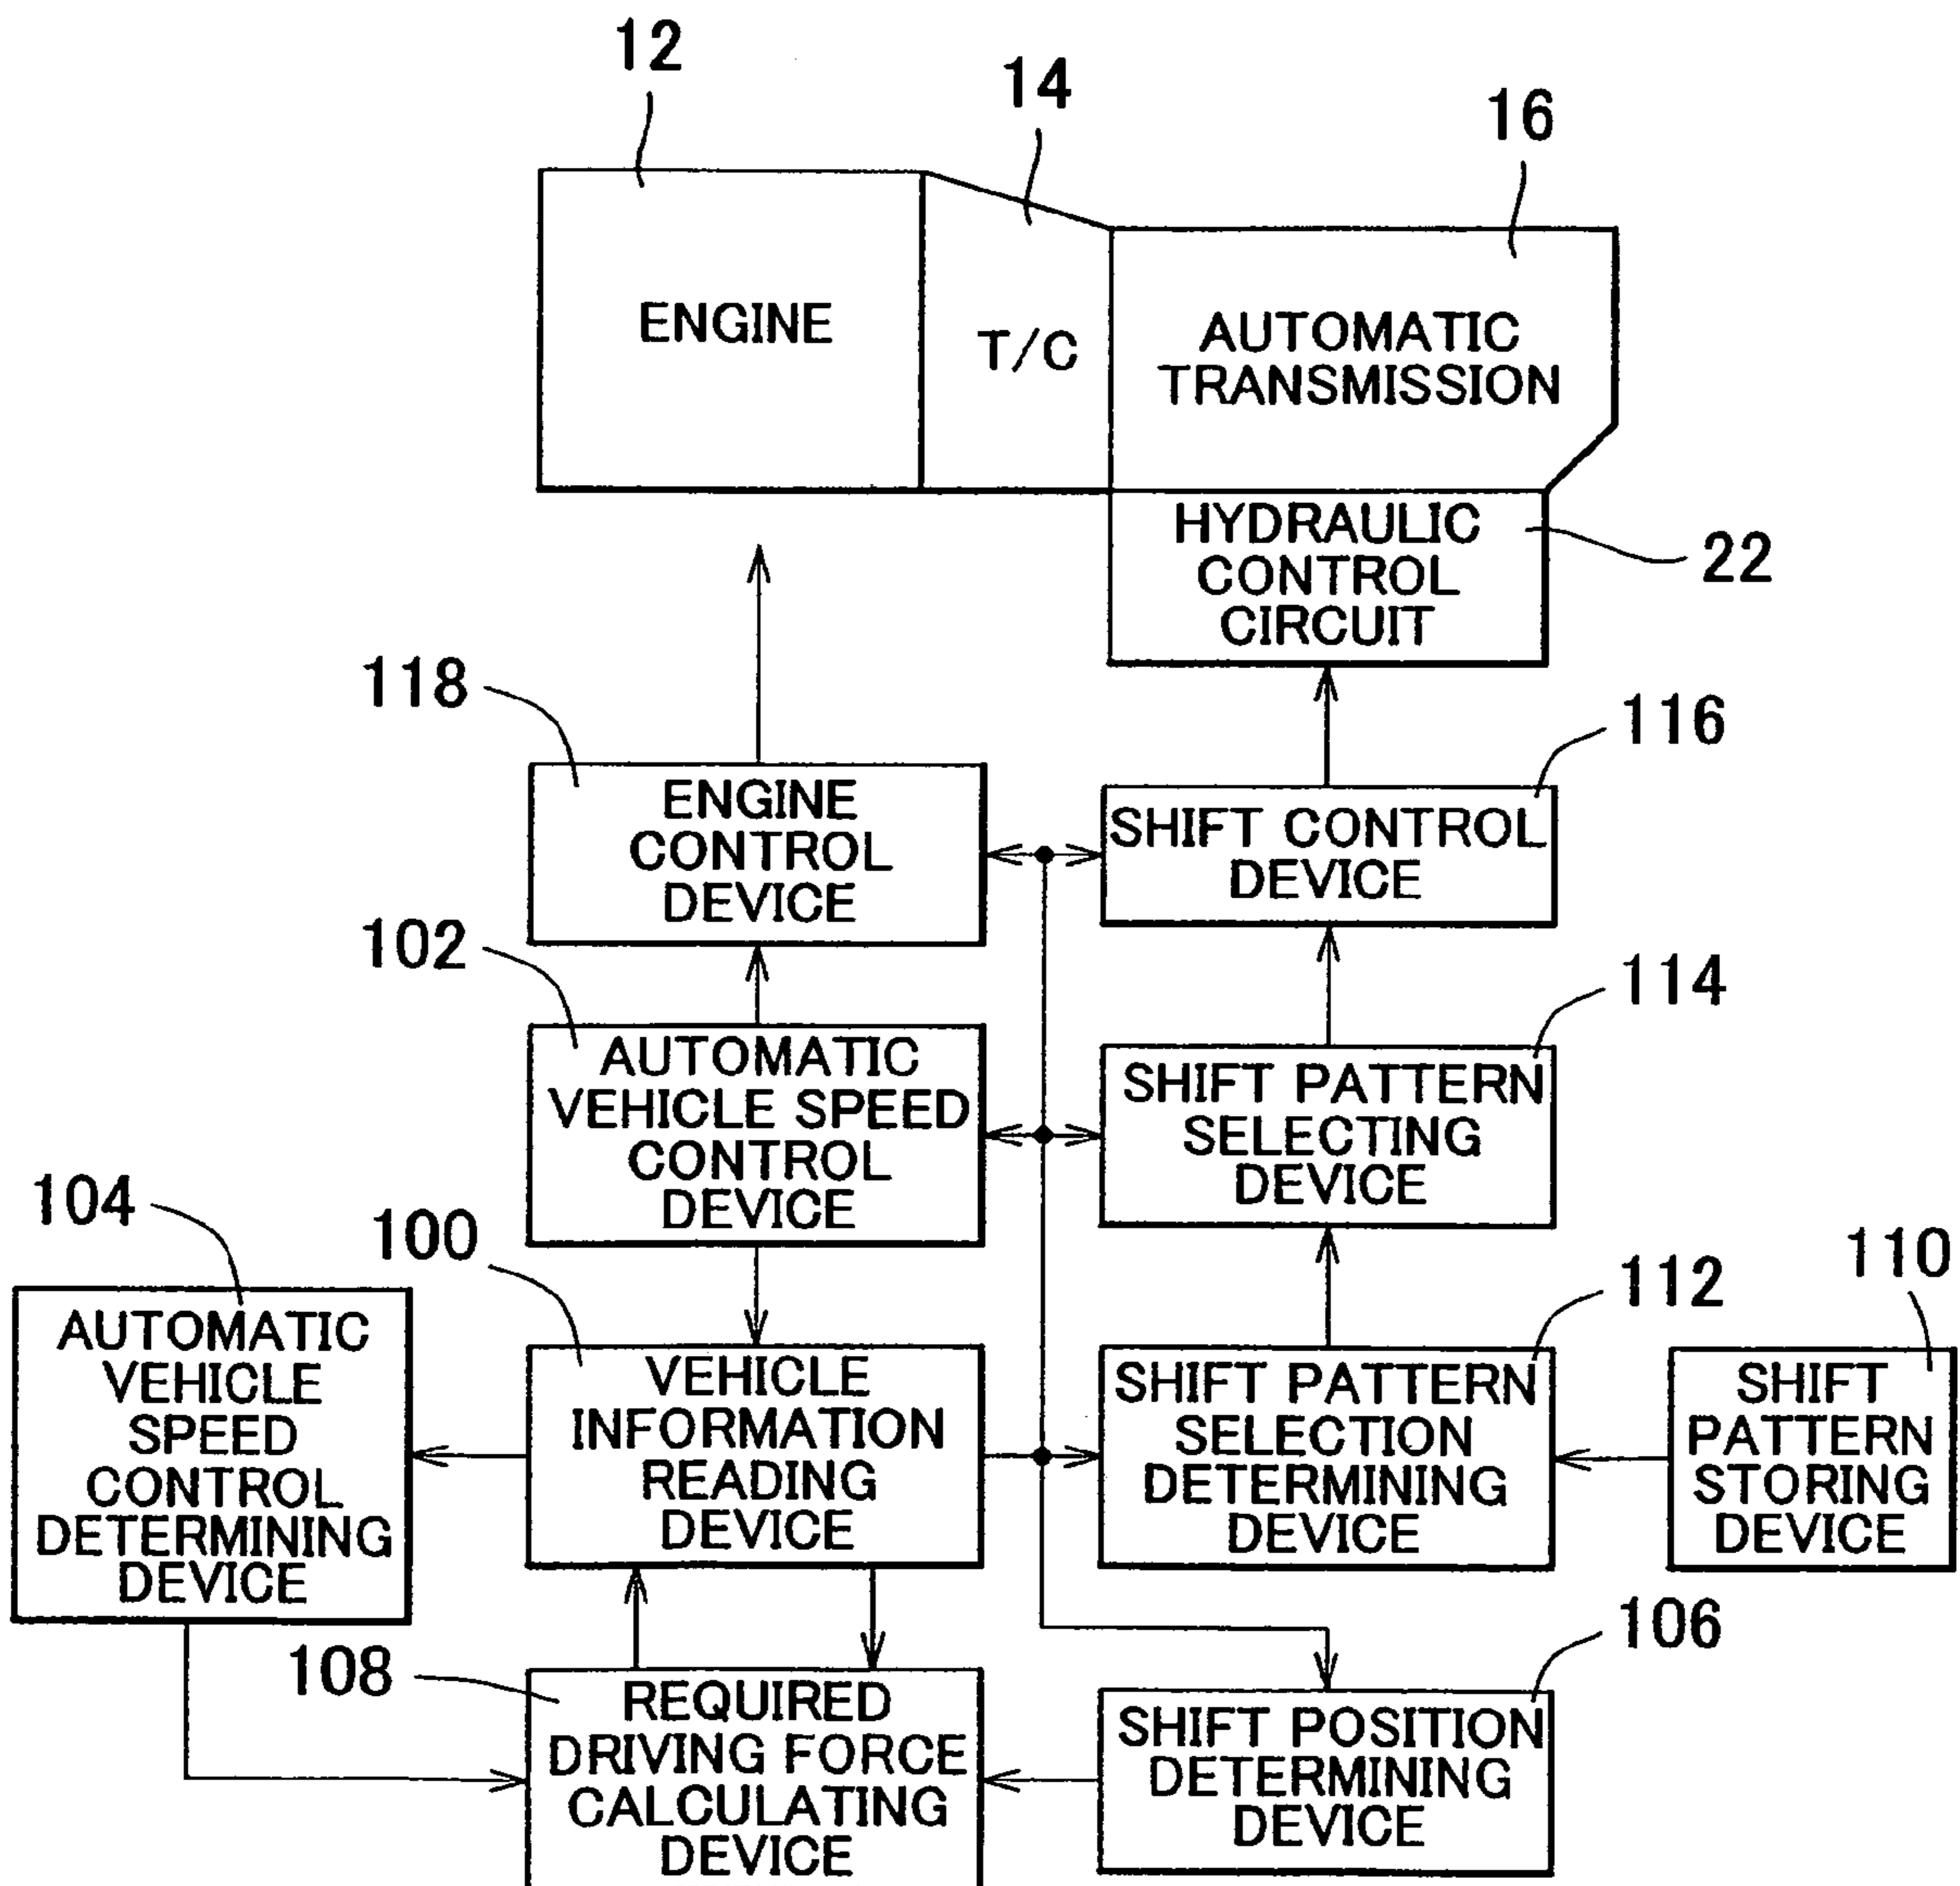 12
14
16
ENGINE
T/C
AUTOMATIC
TRANSMISSION
HYDRAULIC
CONTROL
CIRCUIT
22
118
ENGINE
CONTROL
DEVICE
116
SHIFT CONTROL
DEVICE
102
AUTOMATIC
VEHICLE SPEED
CONTROL
DEVICE
114
SHIFT PATTERN
SELECTING
DEVICE
104
AUTOMATIC
VEHICLE
SPEED
CONTROL
DETERMINING
DEVICE
100
VEHICLE
INFORMATION
READING
DEVICE
112
SHIFT PATTERN
SELECTION
DETERMINING
DEVICE
110
SHIFT
PATTERN
STORING
DEVICE
108
REQUIRED
DRIVING FORCE
CALCULATING
DEVICE
106
SHIFT POSITION
DETERMINING
DEVICE